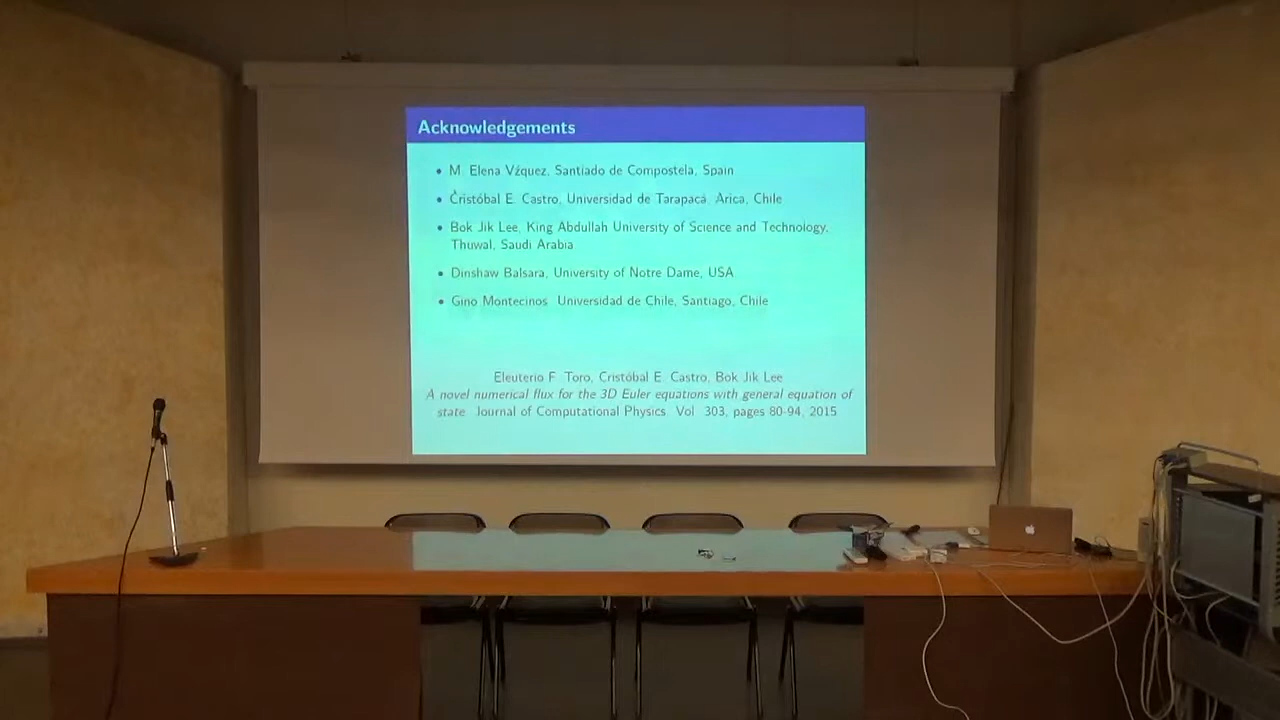 Acknowledgements
• M. Elena Vźquez, Santiado de Compostela, Spain
• Cristóbal E. Castro, Universidad de Tarapacá, Arica, Chile
• Bok Jik Lee, King Abdullah University of Science and Technology,
Thuwal, Saudi Arabia
• Dinshaw Balsara, University of Notre Dame, USA
• Gino Montecinos. Universidad de Chile, Santiago, Chile
Eleuterio F. Toro, Cristóbal E. Castro, Bok Jik Lee
A novel numerical flux for the 3D Euler equations with general equation of
state. Journal of Computational Physics. Vol. 303, pages 80-94, 2015